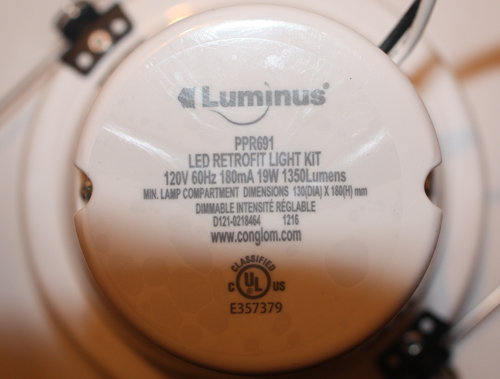 Luminus®
PPR691
LED RETROFIT LIGHT KIT
120V 60Hz 180mA 19W 1350Lumens
MIN. LAMP COMPARTMENT DIMENSIONS 130(DIA) X 180(H) mm
DIMMABLE INTENSITÉ RÉGLABLE
D121-0218464 1216
www.conglom.com
CLASSIFIED
C UL US
E357379